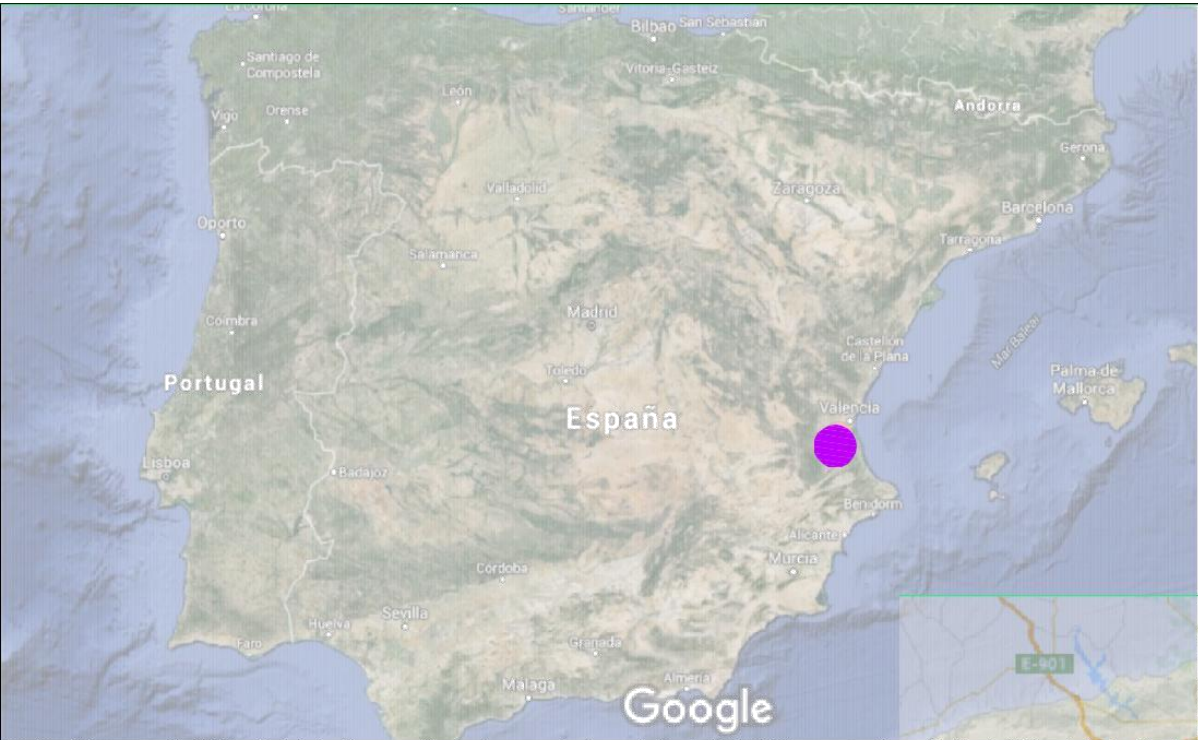 La Coruña
Santander
Bilbao
San Sebastián
Santiago de
Compostela
Vitoria-Gasteiz
León
Andorra
Vigo
Orense
Gerona
Valladolid
Zaragoza
Barcelona
Oporto
Tarragona
Salamanca
Madrid
Coimbra
Mar Balear
Castellón
de la Plana
Portugal
Toledo
Palma de
Mallorca
España
Valencia
Lisboa
Badajoz
Benidorm
Alicante
Murcia
Córdoba
Sevilla
Huelva
Faro
Granada
E-901
Almería
Málaga
Google